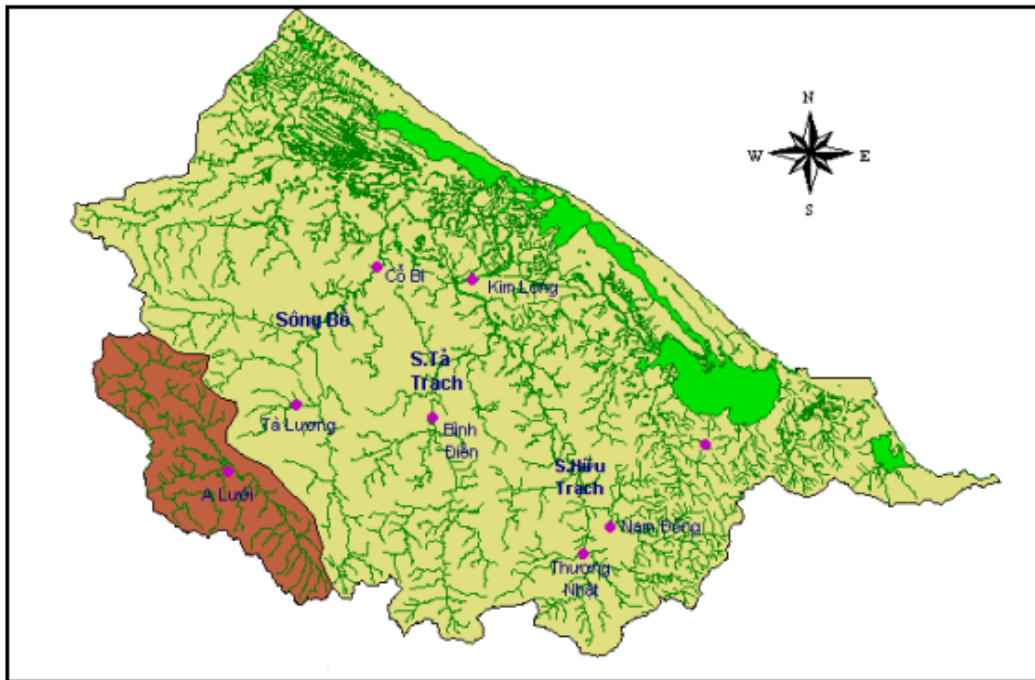 N
W E
S
Cổ Bi
Kim Long
Sông Bồ
S.Tả
Trạch
Tà Lương
Bình
Điền
S.Hữu
Trạch
A Lưới
Nam Đông
Thượng
Nhật